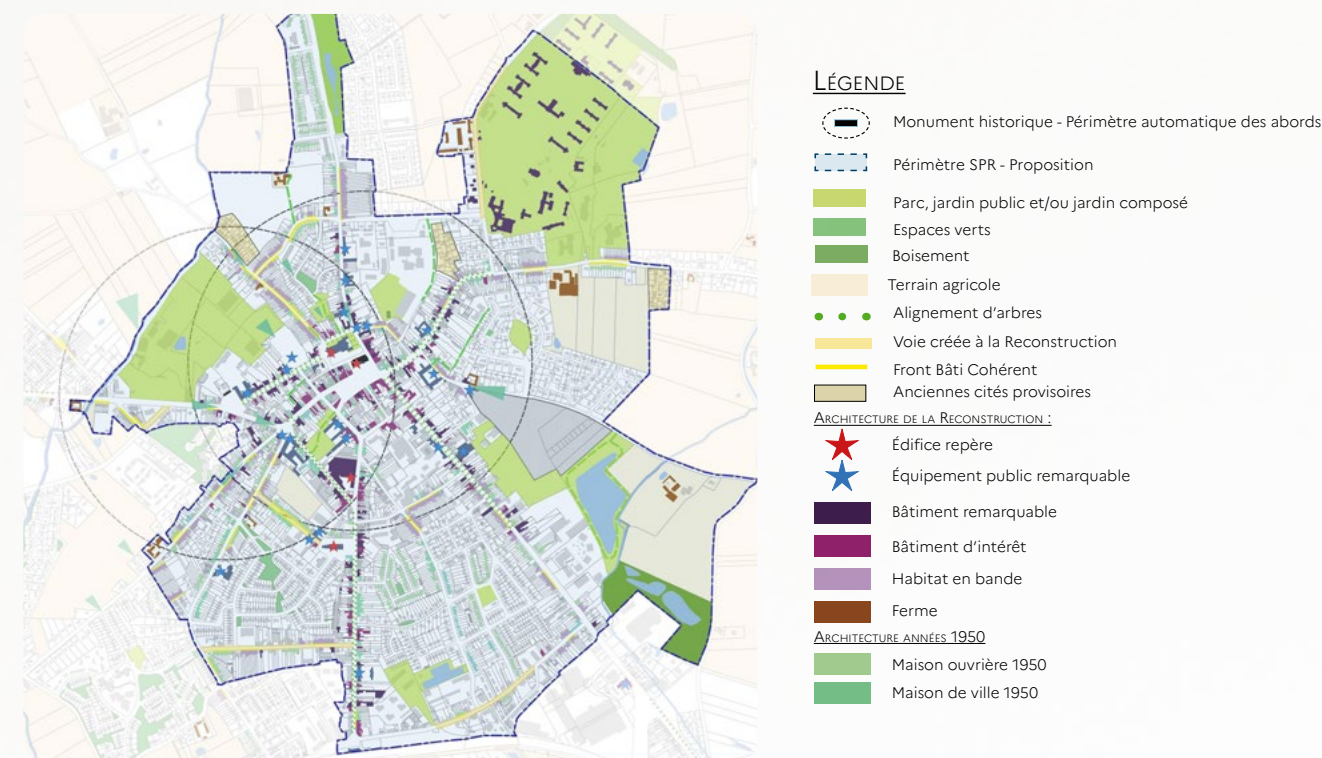 LÉGENDE
Monument historique - Périmètre automatique des abords
Périmètre SPR - Proposition
Parc, jardin public et/ou jardin composé
Espaces verts
Boisement
Terrain agricole
Alignement d'arbres
Voie créée à la Reconstruction
Front Bâti Cohérent
Anciennes cités provisoires
ARCHITECTURE DE LA RECONSTRUCTION :
Édifice repère
Équipement public remarquable
Bâtiment remarquable
Bâtiment d'intérêt
Habitat en bande
Ferme
ARCHITECTURE ANNÉES 1950
Maison ouvrière 1950
Maison de ville 1950